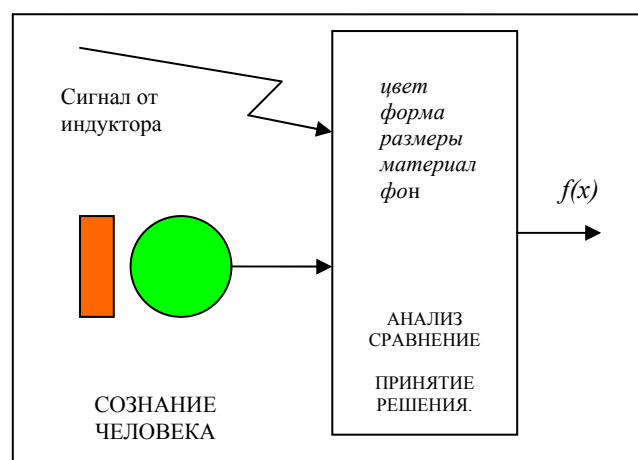 Сигнал от
индуктора
цвет
форма
размеры
материал
фон
f(x)
АНАЛИЗ
СРАВНЕНИЕ
ПРИНЯТИЕ
РЕШЕНИЯ.
СОЗНАНИЕ
ЧЕЛОВЕКА